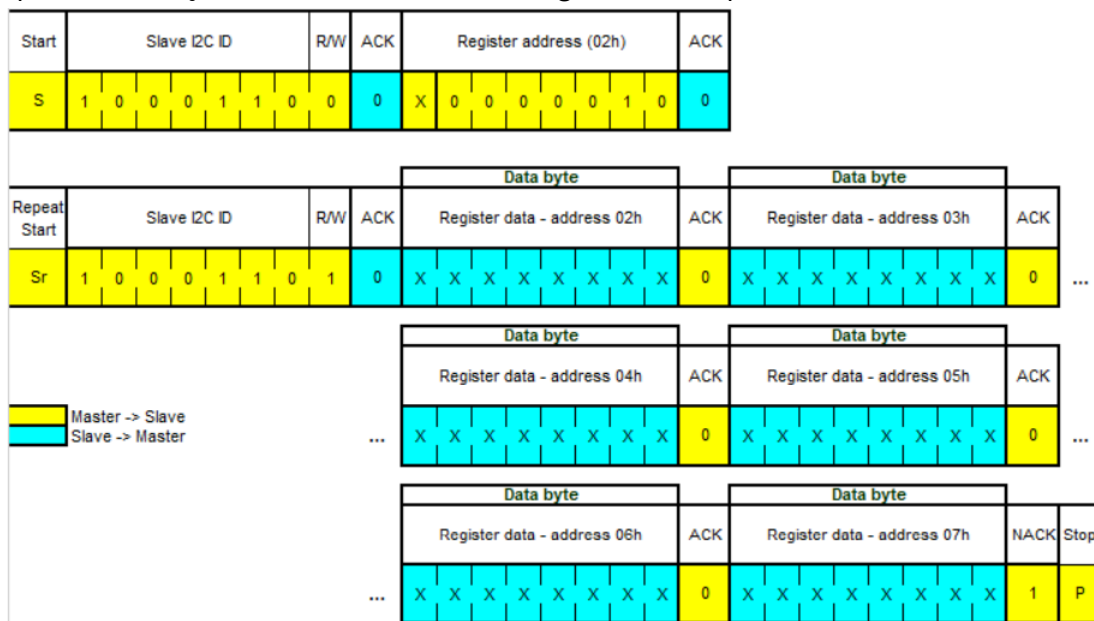 Start Slave I2C ID R/W ACK Register address (02h) ACK
S 1 0 0 0 1 1 0 0 0 X 0 0 0 0 0 1 0 0
Data byte Data byte
Repeat Start Slave I2C ID R/W ACK Register data - address 02h ACK Register data - address 03h ACK
Sr 1 0 0 0 1 1 0 1 0 X X X X X X X X 0 X X X X X X X X 0 ...
Data byte Data byte
Register data - address 04h ACK Register data - address 05h ACK
Master -> Slave
Slave -> Master ... X X X X X X X X 0 X X X X X X X X 0 ...
Data byte Data byte
Register data - address 06h ACK Register data - address 07h NACK Stop
... X X X X X X X X 0 X X X X X X X X 1 P